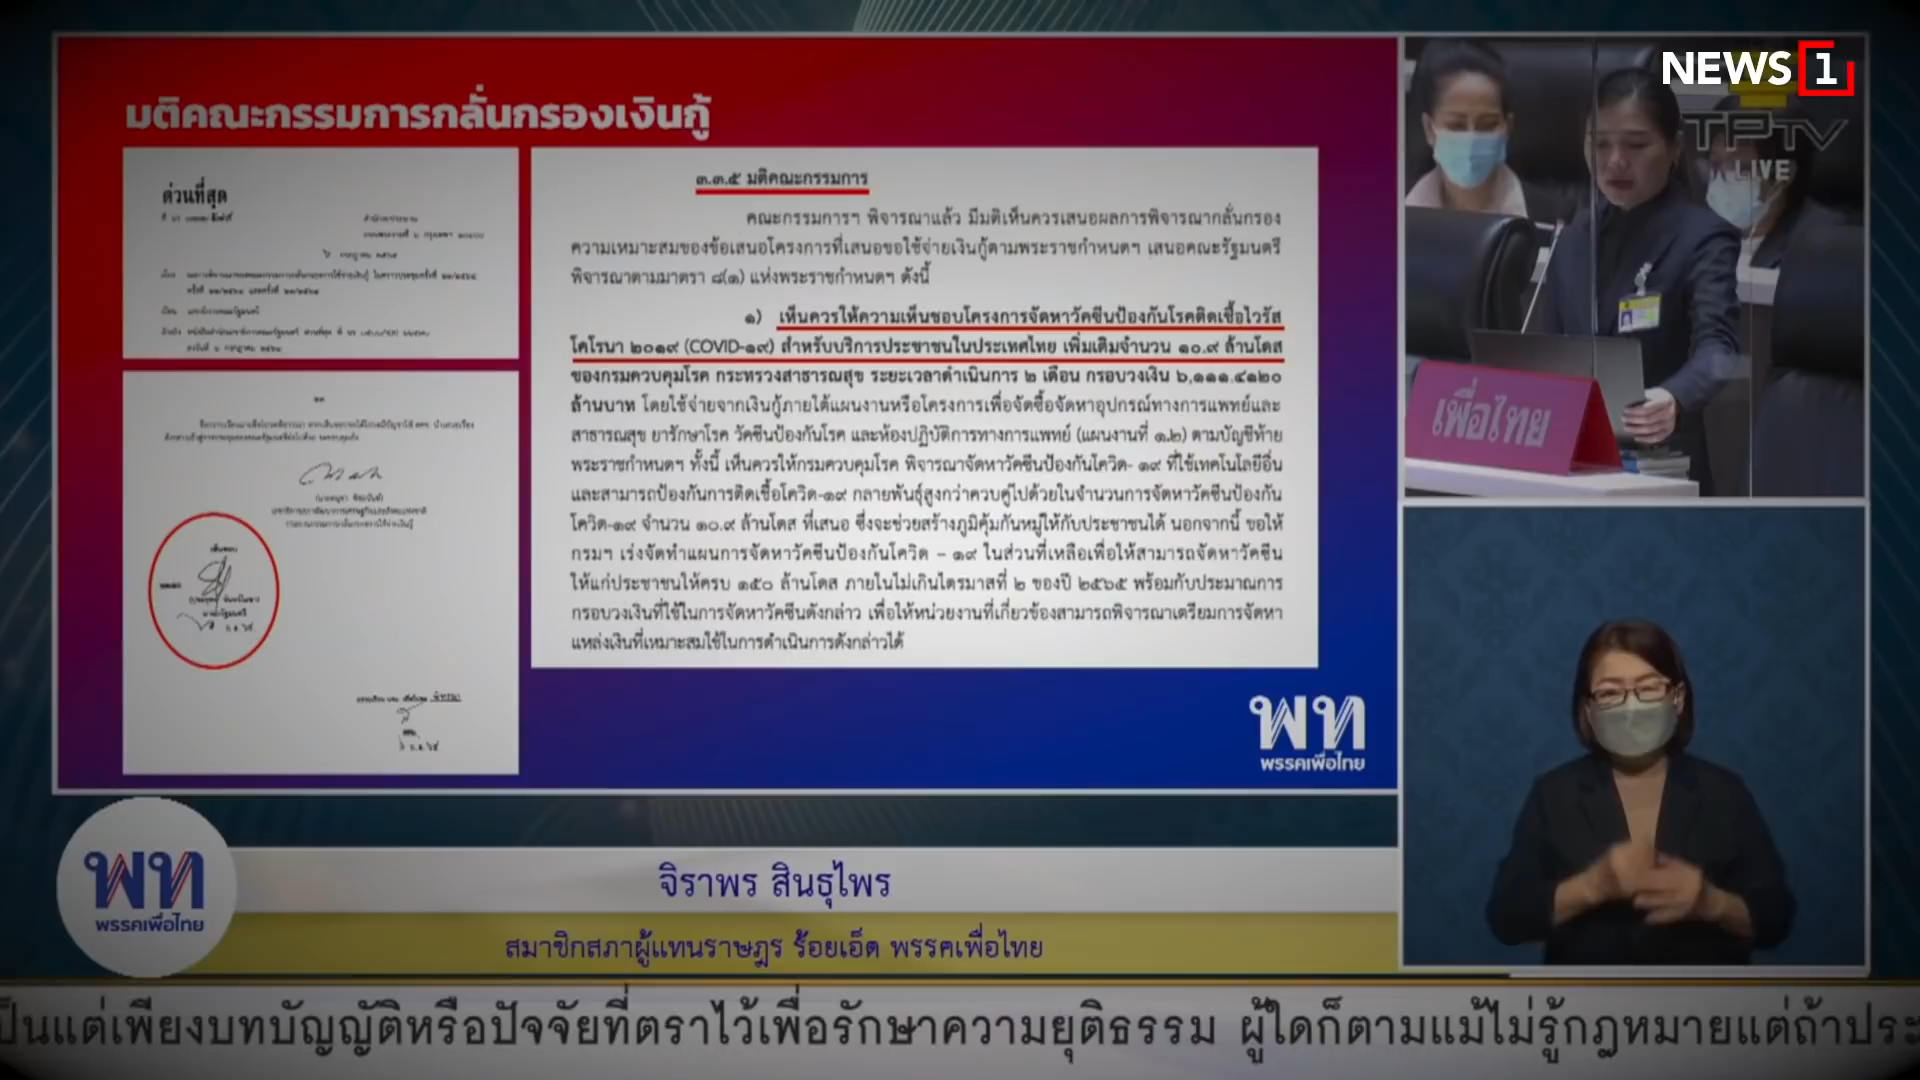 NEWS 1
TPTV
LIVE
มติคณะกรรมการกลั่นกรองเงินกู้
ด่วนที่สุด
๓.๓.๕ มติคณะกรรมการ
คณะกรรมการฯ พิจารณาแล้ว มีมติเห็นควรเสนอผลการพิจารณากลั่นกรอง
ความเหมาะสมของข้อเสนอโครงการที่เสนอขอใช้จ่ายเงินกู้ตามพระราชกำหนดฯ เสนอคณะรัฐมนตรี
พิจารณาตามมาตรา ๘(๑) แห่งพระราชกำหนดฯ ดังนี้
๑) เห็นควรให้ความเห็นชอบโครงการจัดหาวัคซีนป้องกันโรคติดเชื้อไวรัส
โคโรนา ๒๐๑๙ (COVID-๑๙) สำหรับบริการประชาชนในประเทศไทย เพิ่มเติมจำนวน ๑๐.๙ ล้านโดส
ของกรมควบคุมโรค กระทรวงสาธารณสุข ระยะเวลาดำเนินการ ๒ เดือน กรอบวงเงิน ๖,๑๑๑.๔๑๒๐
ล้านบาท โดยใช้จ่ายจากเงินกู้ภายใต้แผนงานหรือโครงการเพื่อจัดซื้อจัดหาอุปกรณ์ทางการแพทย์และ
สาธารณสุข ยารักษาโรค วัคซีนป้องกันโรค และห้องปฏิบัติการทางการแพทย์ (แผนงานที่ ๑.๒) ตามบัญชีท้าย
พระราชกำหนดฯ ทั้งนี้ เห็นควรให้กรมควบคุมโรค พิจารณาจัดหาวัคซีนป้องกันโควิด- ๑๙ ที่ใช้เทคโนโลยีอื่น
และสามารถป้องกันการติดเชื้อโควิด-๑๙ กลายพันธุ์สูงกว่าควบคู่ไปด้วยในจำนวนการจัดหาวัคซีนป้องกัน
โควิด-๑๙ จำนวน ๑๐.๙ ล้านโดส ที่เสนอ ซึ่งจะช่วยสร้างภูมิคุ้มกันหมู่ให้กับประชาชนได้ นอกจากนี้ ขอให้
กรมฯ เร่งจัดทำแผนการจัดหาวัคซีนป้องกันโควิด – ๑๙ ในส่วนที่เหลือเพื่อให้สามารถจัดหาวัคซีน
ให้แก่ประชาชนให้ครบ ๑๕๐ ล้านโดส ภายในไม่เกินไตรมาสที่ ๒ ของปี ๒๕๖๕ พร้อมกับประมาณการ
กรอบวงเงินที่ใช้ในการจัดหาวัคซีนดังกล่าว เพื่อให้หน่วยงานที่เกี่ยวข้องสามารถพิจารณาเตรียมการจัดหา
แหล่งเงินที่เหมาะสมใช้ในการดำเนินการดังกล่าวได้
พท
พรรคเพื่อไทย
เพื่อไทย
พท
พรรคเพื่อไทย
จิราพร สินธุไพร
สมาชิกสภาผู้แทนราษฎร ร้อยเอ็ด พรรคเพื่อไทย
ป็นแต่เพียงบทบัญญัติหรือปัจจัยที่ตราไว้เพื่อรักษาความยุติธรรม ผู้ใดก็ตามแม้ไม่รู้กฎหมายแต่ถ้าประ